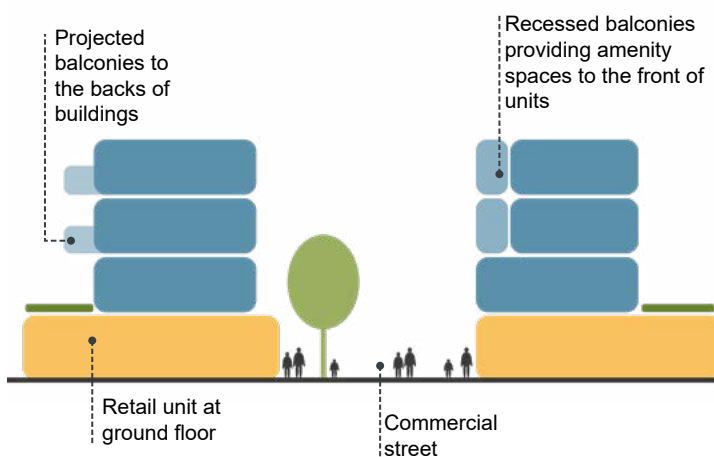 Projected
balconies to
the backs of
buildings
Recessed balconies
providing amenity
spaces to the front of
units
Retail unit at
ground floor
Commercial
street